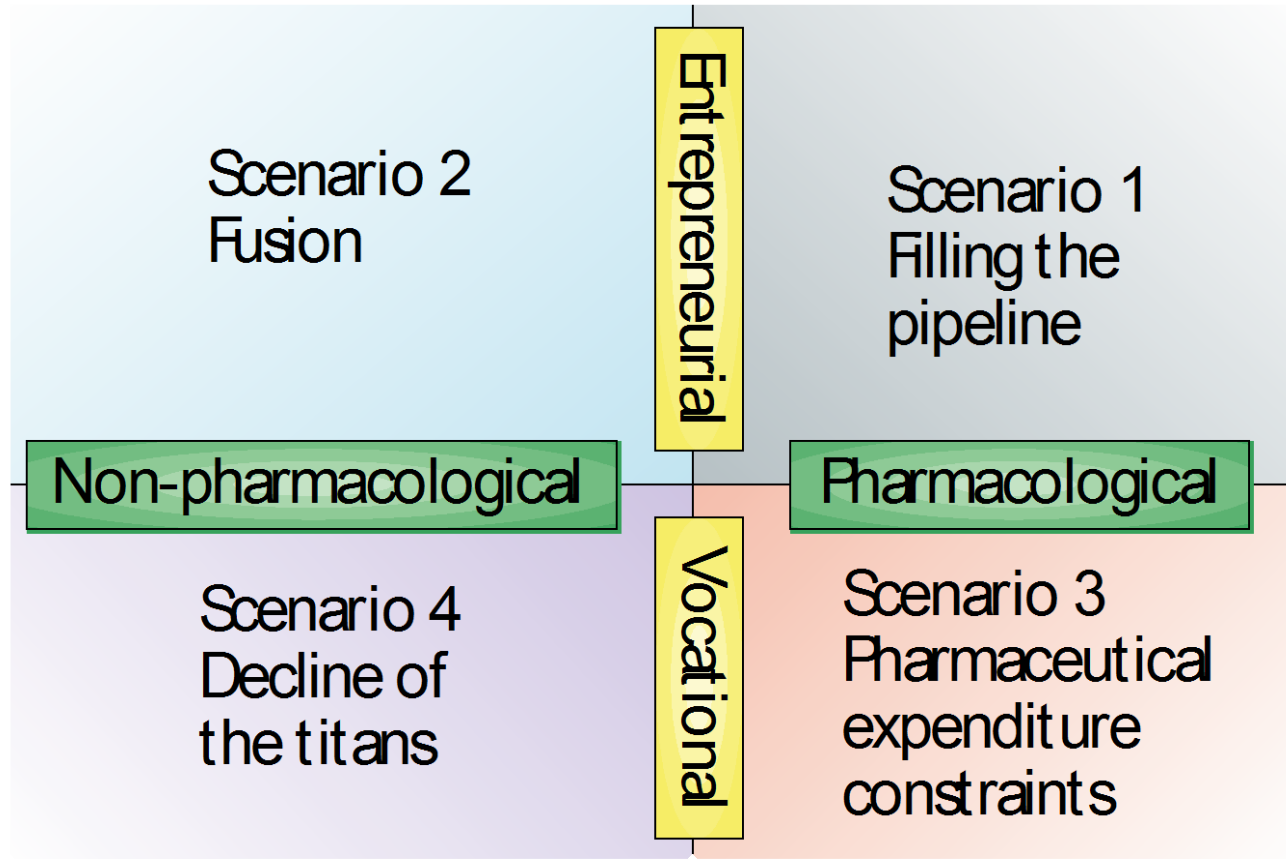 Entrepreneurial
Scenario 2
Fusion
Scenario 1
Filling the
pipeline
Non-pharmacological
Pharmacological
Scenario 4
Decline of
the titans
Vocational
Scenario 3
Pharmaceutical
expenditure
constraints